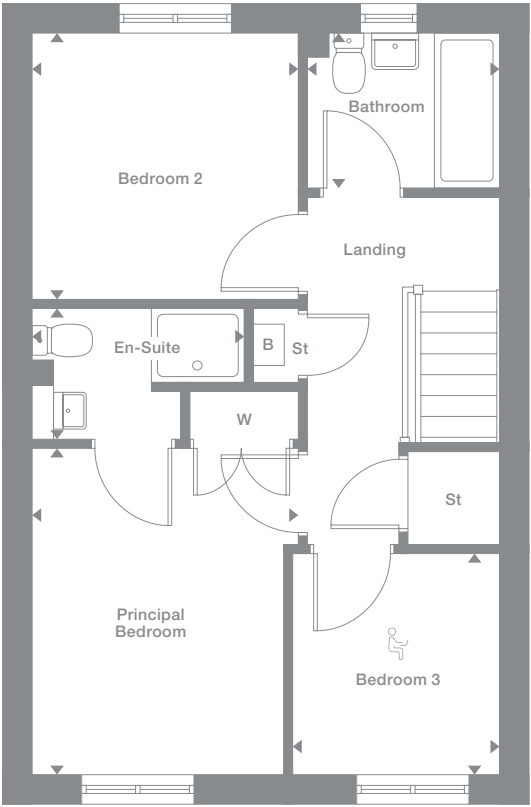 Bathroom
Bedroom 2
Landing
En-Suite
B
St
W
St
Principal
Bedroom
Bedroom 3